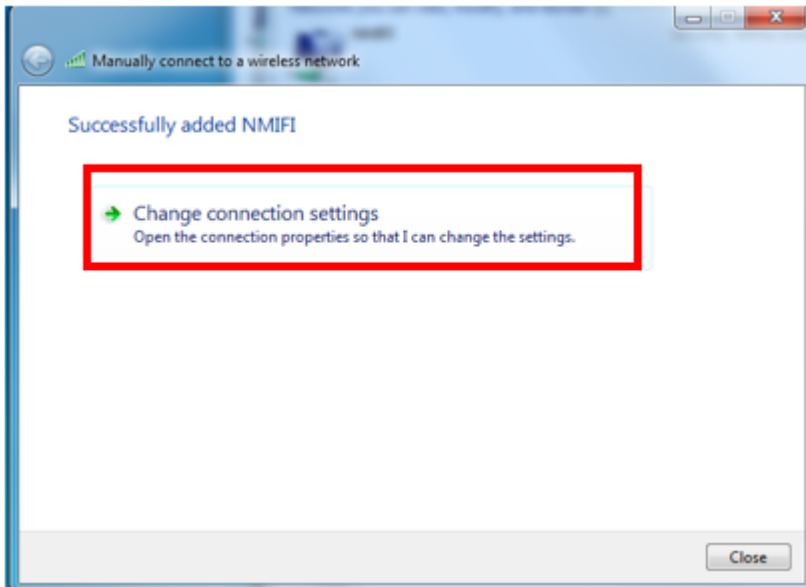 Manually connect to a wireless network
Successfully added NMIFI
Change connection settings
Open the connection properties so that I can change the settings.
Close